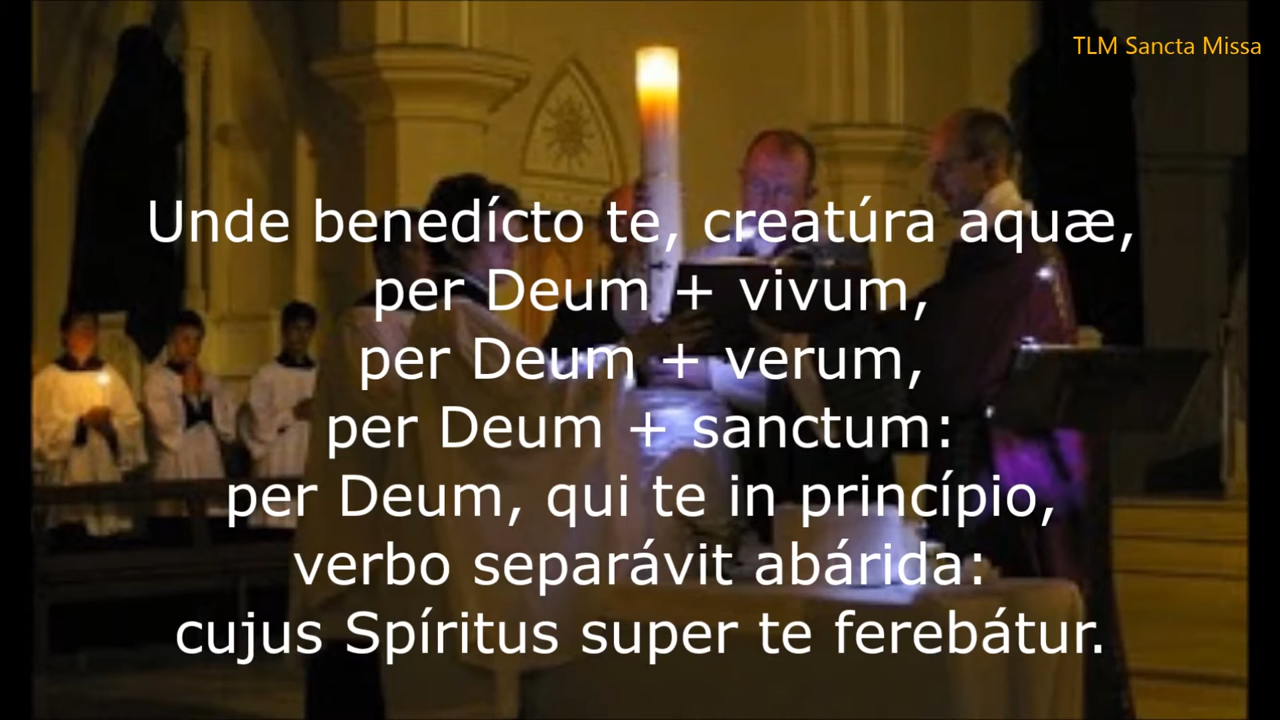 TLM Sancta Missa
Unde benedícto te, creatúra aquæ,
per Deum + vivum,
per Deum + verum,
per Deum + sanctum:
per Deum, qui te in princípio,
verbo separávit abárida:
cujus Spíritus super te ferebátur.